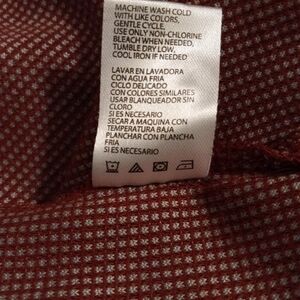 MACHINE WASH COLD
WITH LIKE COLORS,
GENTLE CYCLE.
USE ONLY NON-CHLORINE
BLEACH WHEN NEEDED.
TUMBLE DRY LOW.
COOL IRON IF NEEDED
LAVAR EN LAVADORA
CON AGUA FRIA
CICLO DELICADO
CON COLORES SIMILARES
USAR BLANQUEADOR SIN
CLORO
SI ES NECESARIO
SECAR A MAQUINA CON
TEMPERATURA BAJA
PLANCHAR CON PLANCHA
FRIA
SI ES NECESARIO